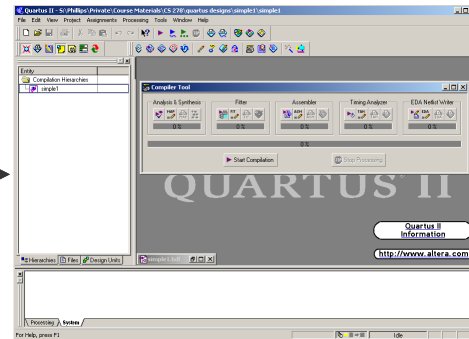 Quartus II - S:\Phillips\Private\Course Materials\CS 278\quartus designs\simple1\simple1
File Edit View Project Assignments Processing Tools Window Help
Entity
Compilation Hierarchies
simple1
Compiler Tool
Analysis & Synthesis Fitter Assembler Timing Analyzer EDA Netlist Writer
0 % 0 % 0 % 0 % 0 %
0 %
Start Compilation Stop Processing
QUARTUS II
Quartus II
Information
http://www.altera.com
Hierarchies Files Design Units
simple1.bdf
Processing System
For Help, press F1 Idle